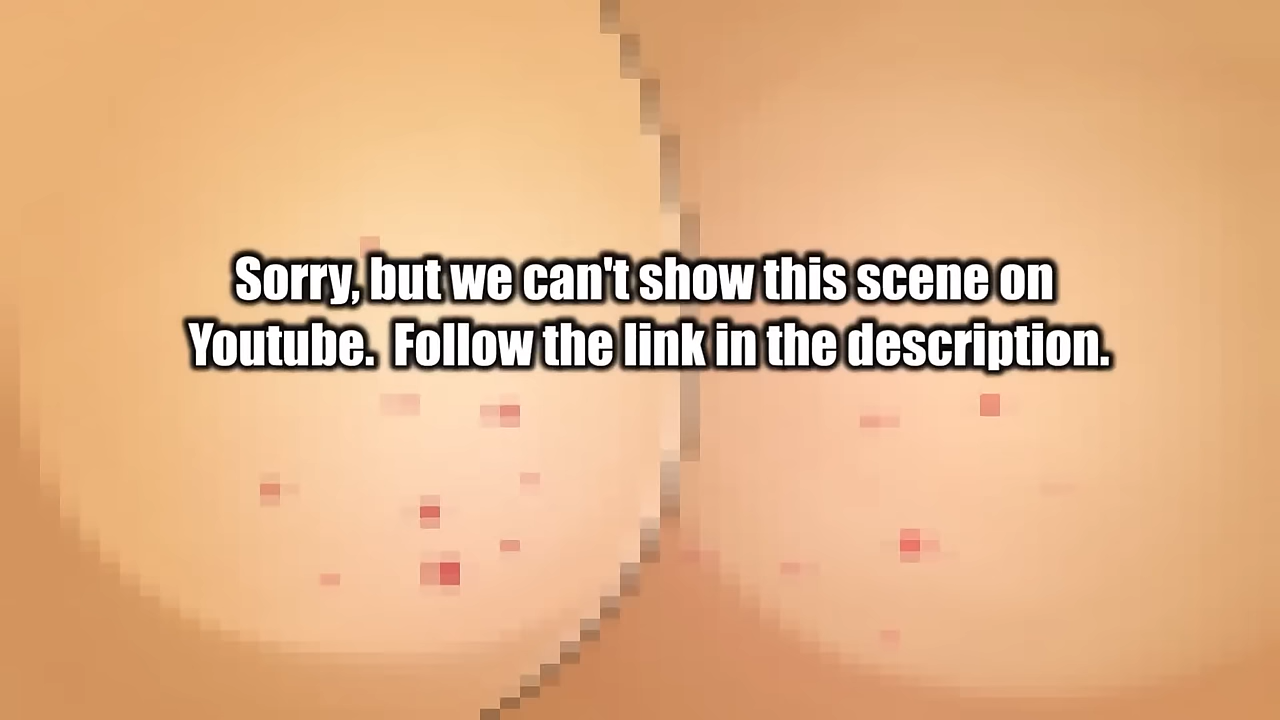 Sorry, but we can't show this scene on
Youtube.  Follow the link in the description.